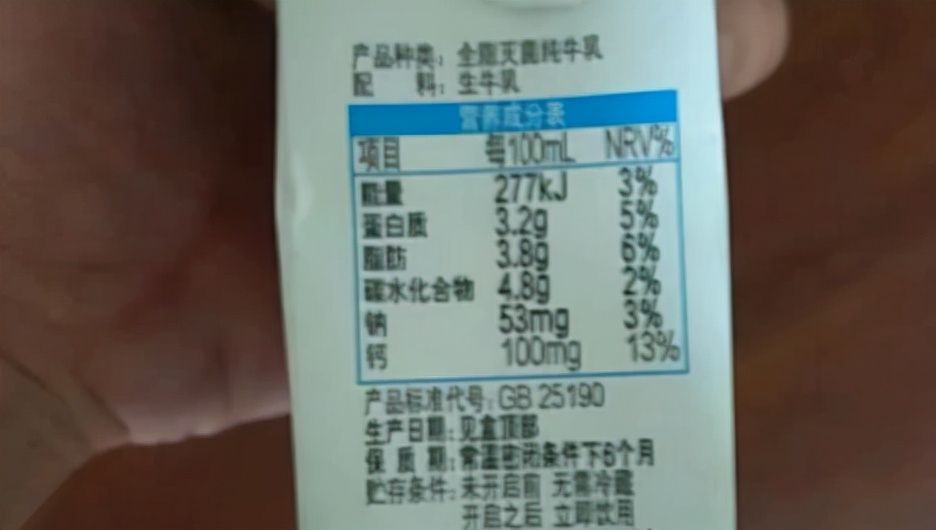 产品种类：全脂灭菌纯牛乳
配 料：生牛乳
营养成分表
项目 每100mL NRV%
能量 277kJ 3%
蛋白质 3.2g 5%
脂肪 3.8g 6%
碳水化合物 4.8g 2%
钠 53mg 3%
钙 100mg 13%
产品标准代号：GB 25190
生产日期：见盒顶部
保 质 期：常温密闭条件下6个月
贮存条件：未开启前 无需冷藏
开启之后 立即饮用